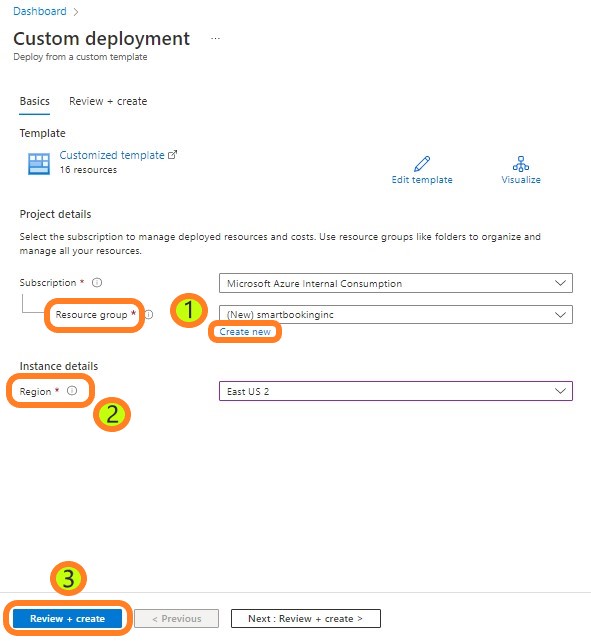 Dashboard >
Custom deployment ...
Deploy from a custom template
Basics Review + create
Template
Customized template
16 resources
Edit template Visualize
Project details
Select the subscription to manage deployed resources and costs. Use resource groups like folders to organize and
manage all your resources.
Subscription * Microsoft Azure Internal Consumption
Resource group * 1 (New) smartbookinginc
Create new
Instance details
Region * East US 2
2
3
Review + create < Previous Next : Review + create >